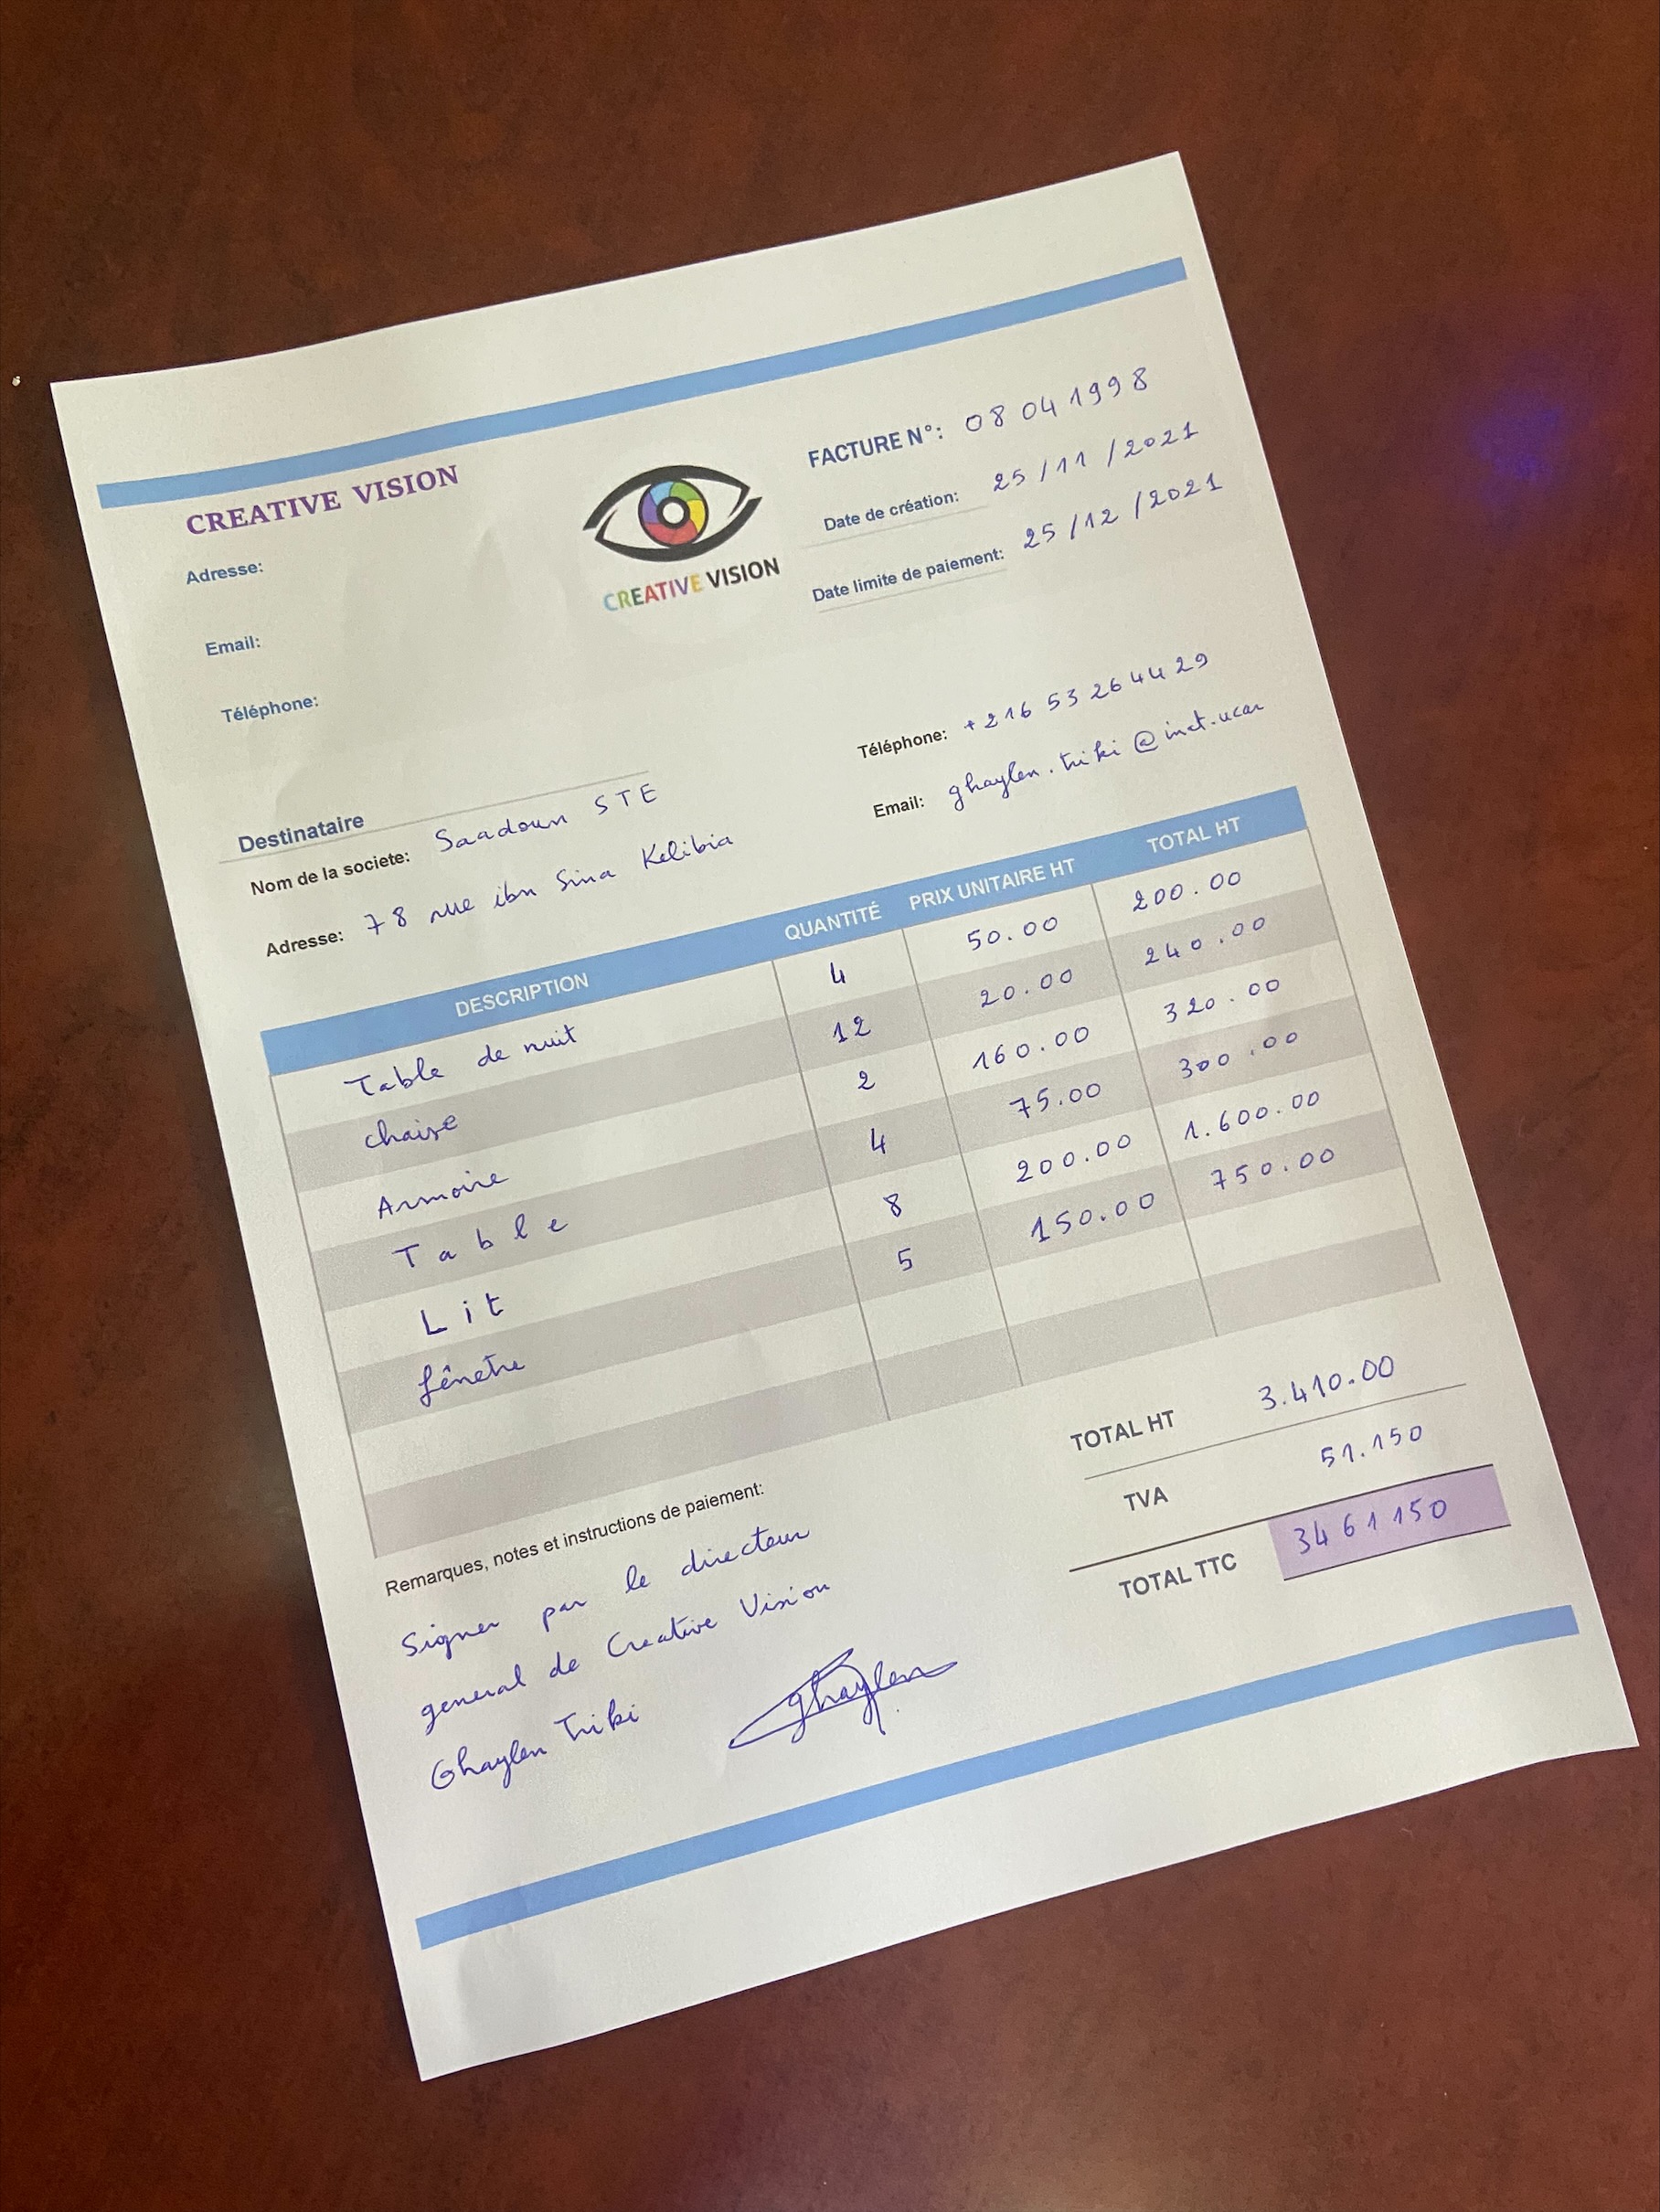 CREATIVE VISION
Adresse:
Email:
Téléphone:
CREATIVE VISION
FACTURE N°: 08 04 1998
Date de création: 25/11/2021
Date limite de paiement: 25/12/2021
Destinataire
Nom de la societe: Saadoun STE
Adresse: 78 rue ibn Sina Kelibia
Téléphone: +216 53 26 44 29
Email: ghaylen.triki@inct.ucar
DESCRIPTION QUANTITÉ PRIX UNITAIRE HT TOTAL HT
Table de nuit 4 50.00 200.00
chaise 12 20.00 240.00
Armoire 2 160.00 320.00
Table 4 75.00 300.00
Lit 8 200.00 1.600.00
fênetre 5 150.00 750.00
TOTAL HT 3.410.00
TVA 51.150
TOTAL TTC 3461150
Remarques, notes et instructions de paiement:
Signer par le directeur
general de Creative Vision
Ghaylen Triki
ghaylen